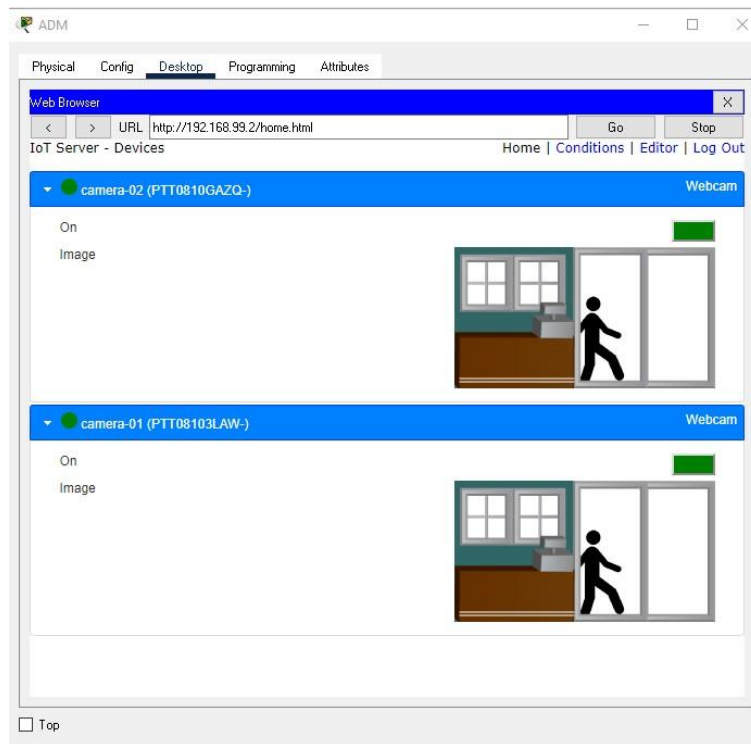 ADM
Physical Config Desktop Programming Attributes
Web Browser X
< > URL http://192.168.99.2/home.html Go Stop
IoT Server - Devices Home | Conditions | Editor | Log Out
camera-02 (PTT0810GAZQ-) Webcam
On
Image
camera-01 (PTT08103LAW-) Webcam
On
Image
Top